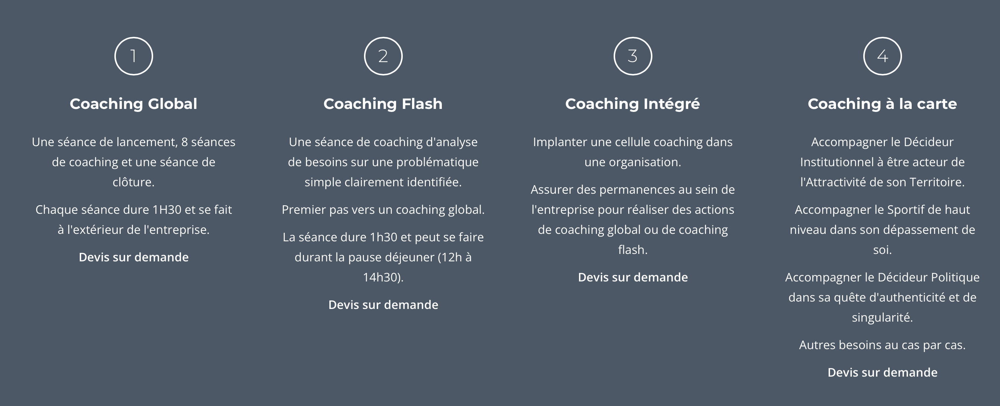 1
Coaching Global
Une séance de lancement, 8 séances
de coaching et une séance de
clôture.
Chaque séance dure 1H30 et se fait
à l'extérieur de l'entreprise.
Devis sur demande
2
Coaching Flash
Une séance de coaching d'analyse
de besoins sur une problématique
simple clairement identifiée.
Premier pas vers un coaching global.
La séance dure 1h30 et peut se faire
durant la pause déjeuner (12h à
14h30).
Devis sur demande
3
Coaching Intégré
Implanter une cellule coaching dans
une organisation.
Assurer des permanences au sein de
l'entreprise pour réaliser des actions
de coaching global ou de coaching
flash.
Devis sur demande
4
Coaching à la carte
Accompagner le Décideur
Institutionnel à être acteur de
l'Attractivité de son Territoire.
Accompagner le Sportif de haut
niveau dans son dépassement de
soi.
Accompagner le Décideur Politique
dans sa quête d'authenticité et de
singularité.
Autres besoins au cas par cas.
Devis sur demande